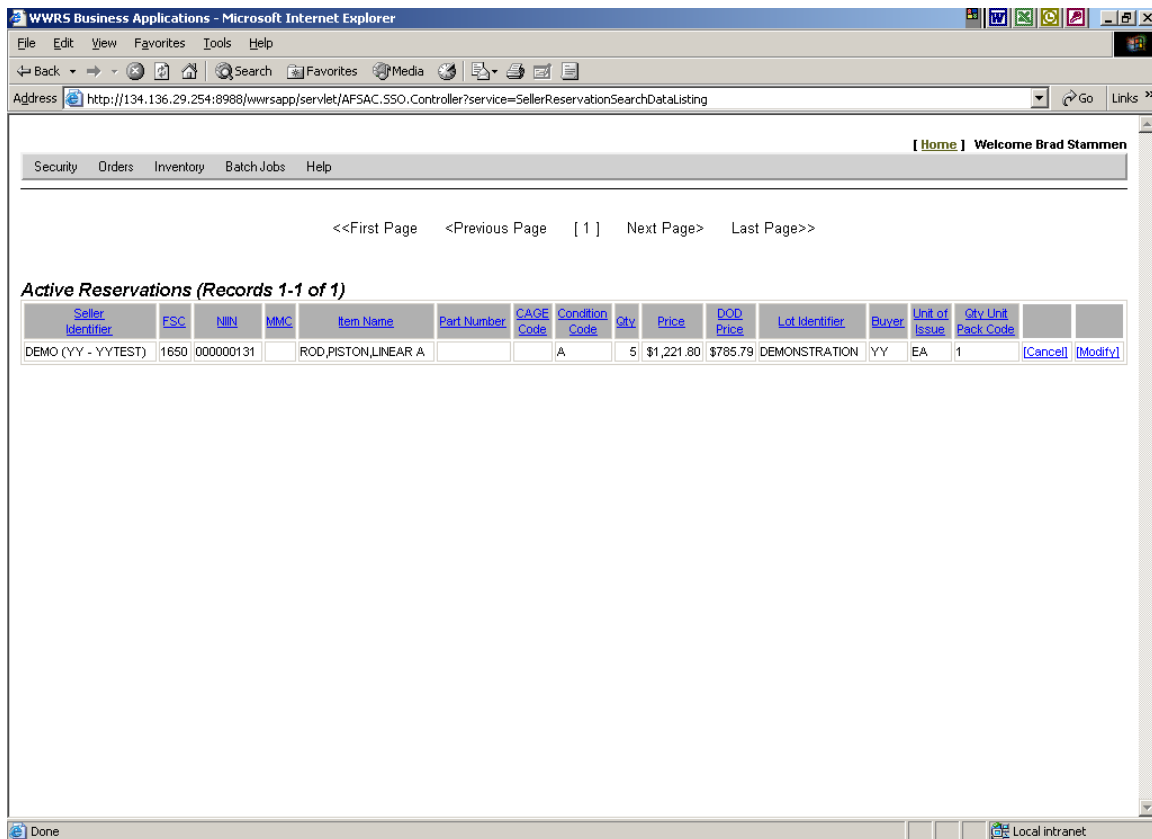 WWRS Business Applications - Microsoft Internet Explorer
File Edit View Favorites Tools Help
Back Search Favorites Media
Address http://134.136.29.254:8988/wwrsapp/servlet/AFSAC.SSO.Controller?service=SellerReservationSearchDataListing Go Links »
[ Home ] Welcome Brad Stammen
Security Orders Inventory Batch Jobs Help
<<First Page <Previous Page [ 1 ] Next Page> Last Page>>
Active Reservations (Records 1-1 of 1)
Seller Identifier FSC NIIN MMC Item Name Part Number CAGE Code Condition Code Qty Price DOD Price Lot Identifier Buyer Unit of Issue Qty Unit Pack Code
DEMO (YY - YYTEST) 1650 000000131 ROD,PISTON,LINEAR A A 5 $1,221.80 $785.79 DEMONSTRATION YY EA 1 [Cancel] [Modify]
Done Local intranet